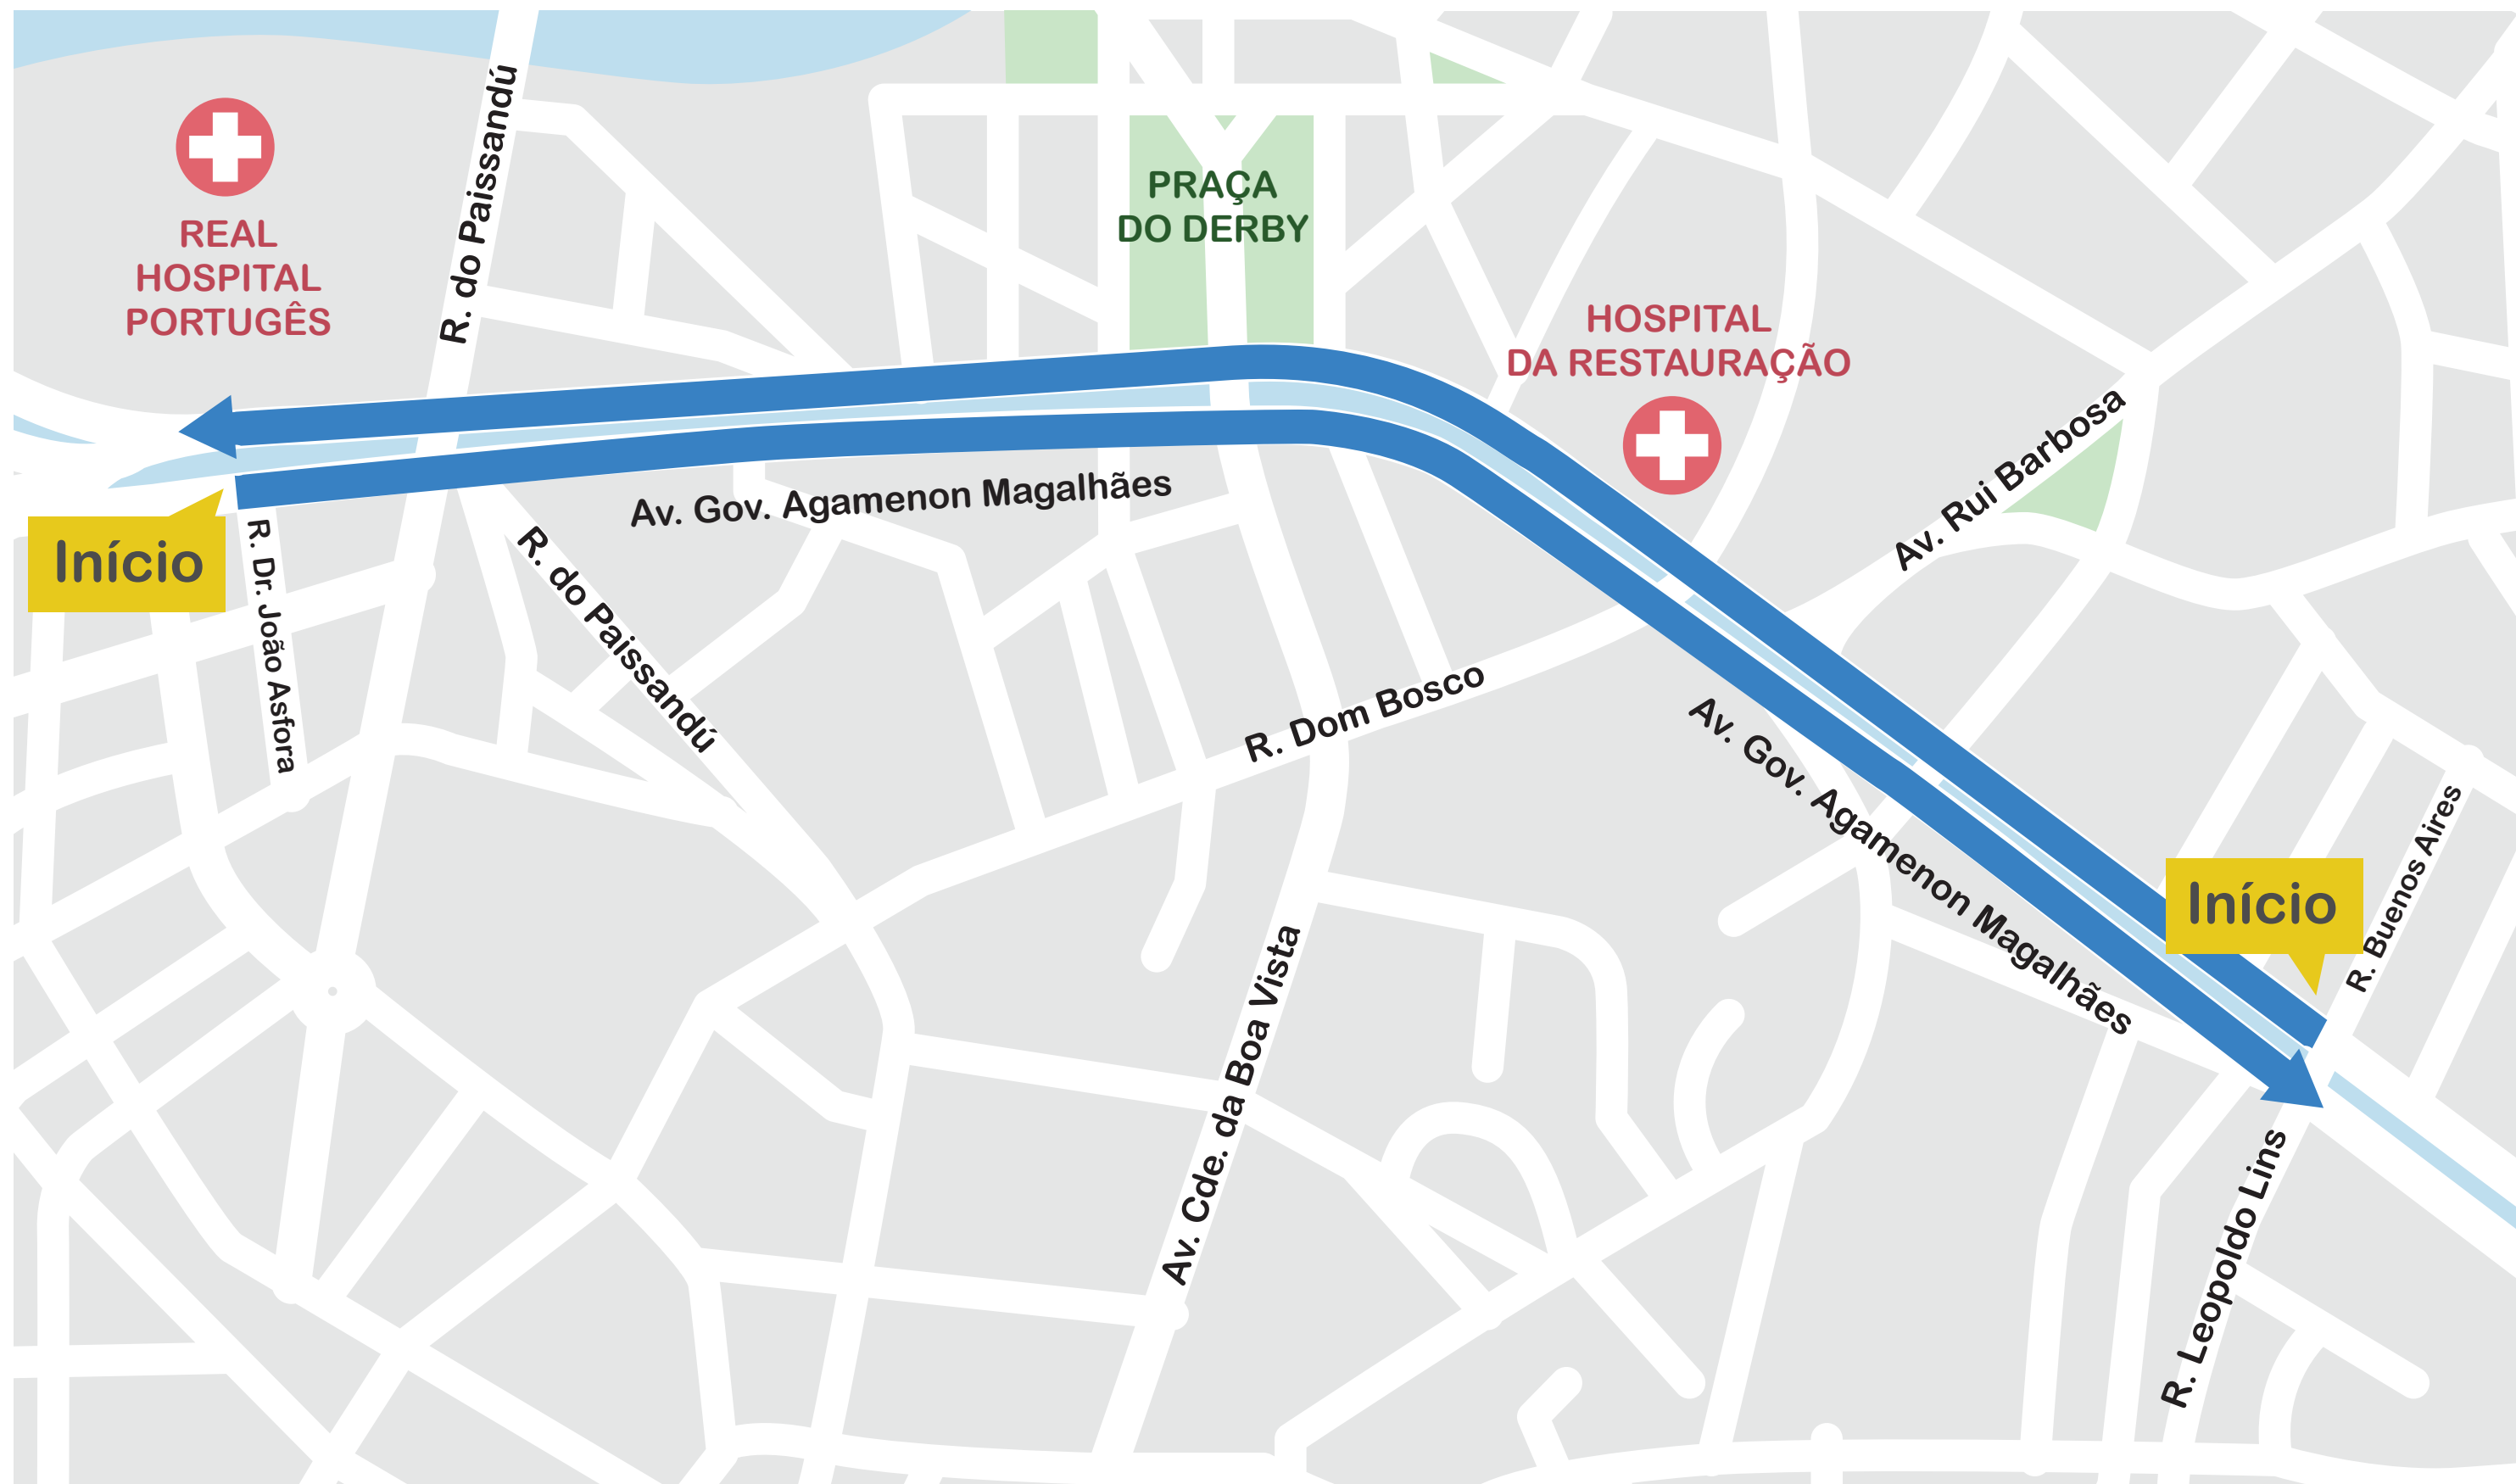 R. do Paissandú
REAL
HOSPITAL
PORTUGÊS
PRAÇA
DO DERBY
HOSPITAL
DA RESTAURAÇÃO
Av. Rui Barbosa
Av. Gov. Agamenon Magalhães
Início
R. Dr. João Asfora
R. do Paissandú
R. Dom Bosco
Av. Gov. Agamenon Magalhães
Início
R. Buenos Aires
Av. Cde. da Boa Vista
R. Leopoldo Lins